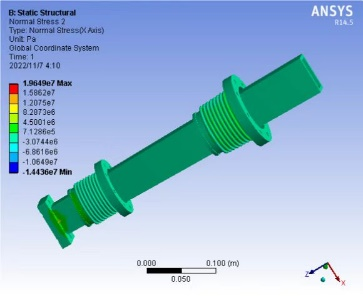 B: Static Structural
Normal Stress 2
Type: Normal Stress(X Axis)
Unit: Pa
Global Coordinate System
Time: 1
2022/11/7 4:10
ANSYS
R14.5
1.9649e7 Max
1.5862e7
1.2075e7
8.2873e6
4.5001e6
7.1286e5
-3.0744e6
-6.8616e6
-1.0649e7
-1.4436e7 Min
0.000
0.100 (m)
0.050
Z
X